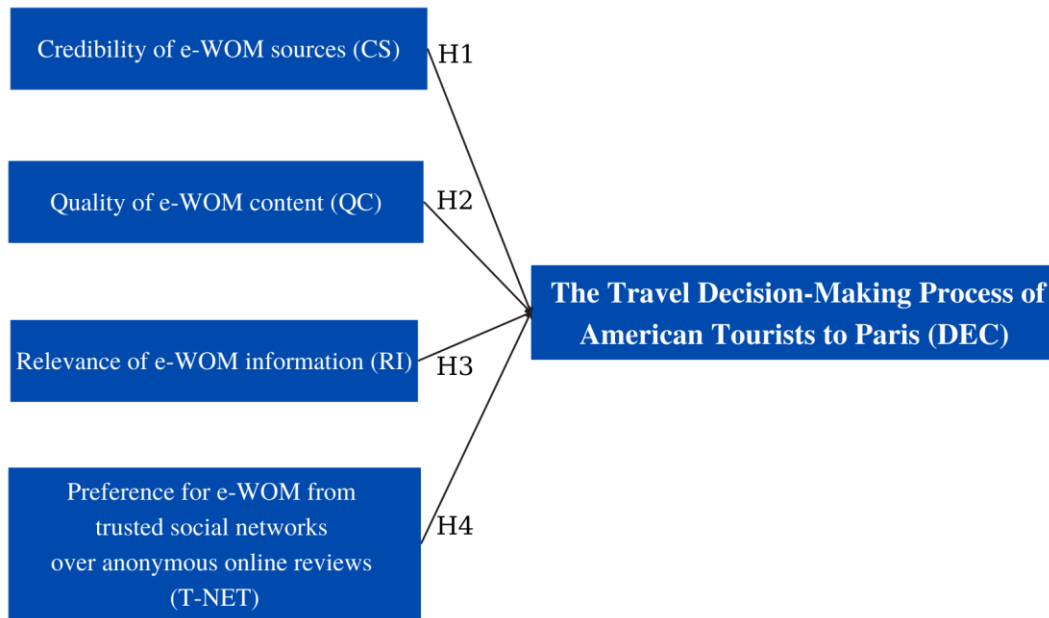 Credibility of e-WOM sources (CS)
H1
Quality of e-WOM content (QC)
H2
The Travel Decision-Making Process of
American Tourists to Paris (DEC)
Relevance of e-WOM information (RI)
H3
Preference for e-WOM from
trusted social networks
over anonymous online reviews
(T-NET)
H4